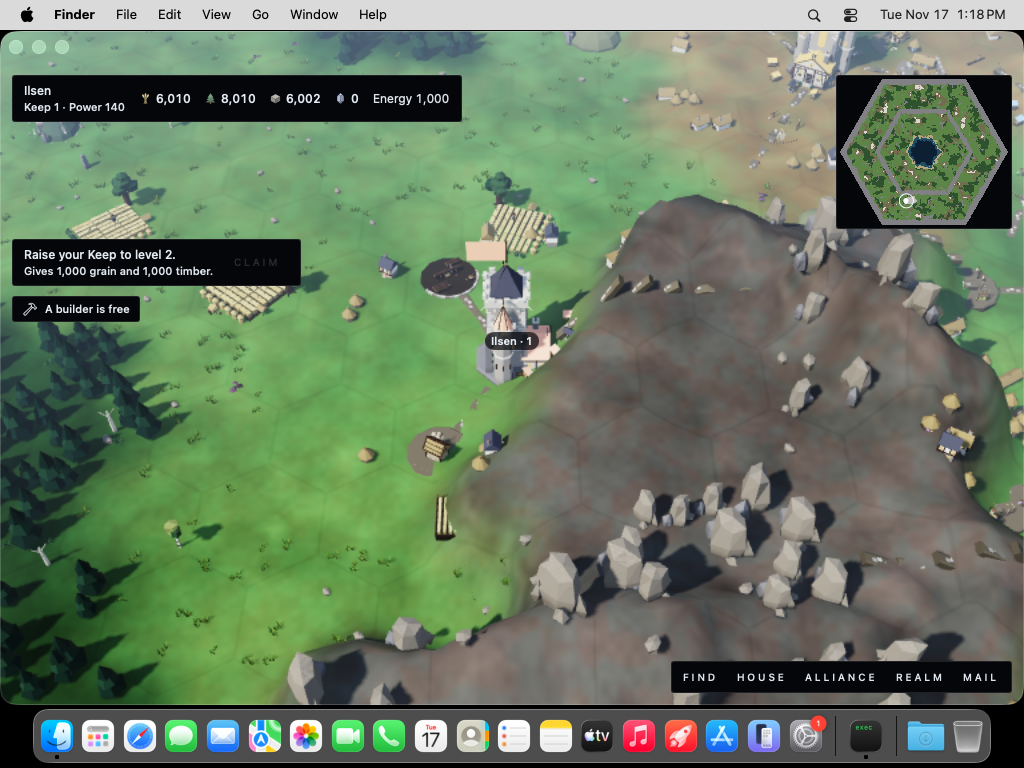 Finder File Edit View Go Window Help Tue Nov 17 1:18 PM
Ilsen
Keep 1 · Power 140
6,010 8,010 6,002 0 Energy 1,000
Raise your Keep to level 2.
Gives 1,000 grain and 1,000 timber.
CLAIM
A builder is free
Ilsen · 1
FIND HOUSE ALLIANCE REALM MAIL
Tue
17
tv
1
exec